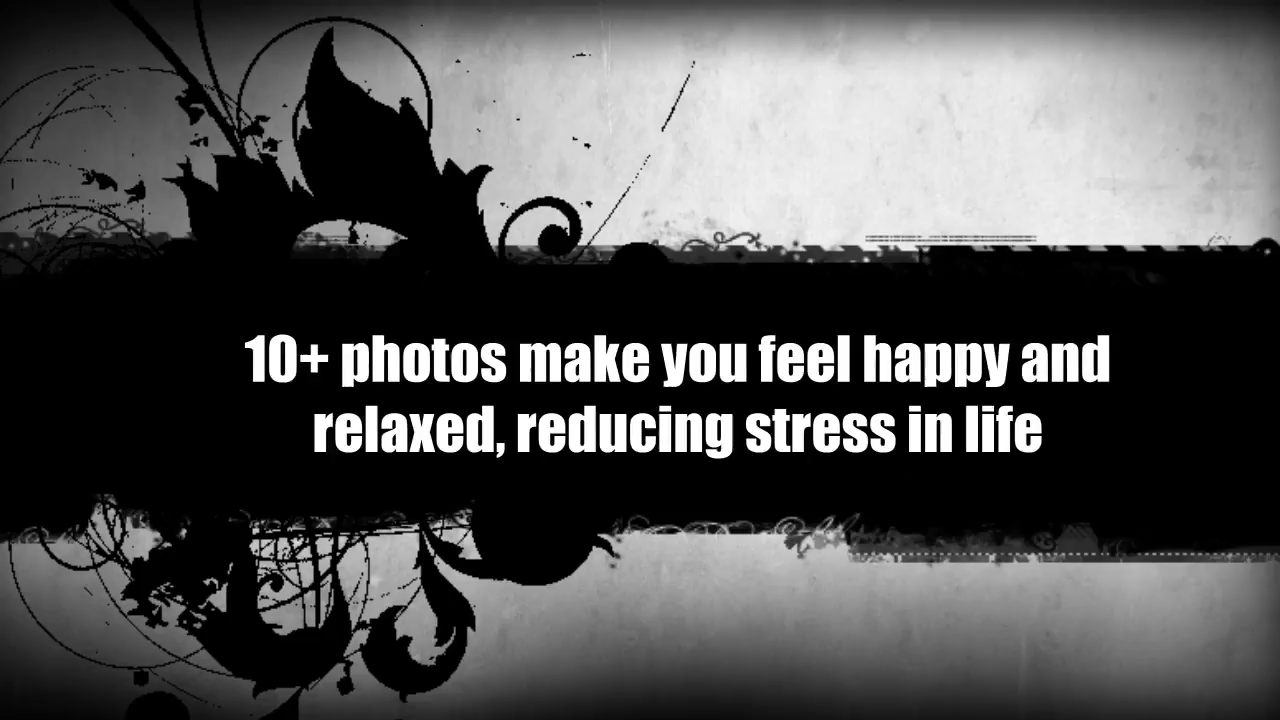 10+ photos make you feel happy and
relaxed, reducing stress in life